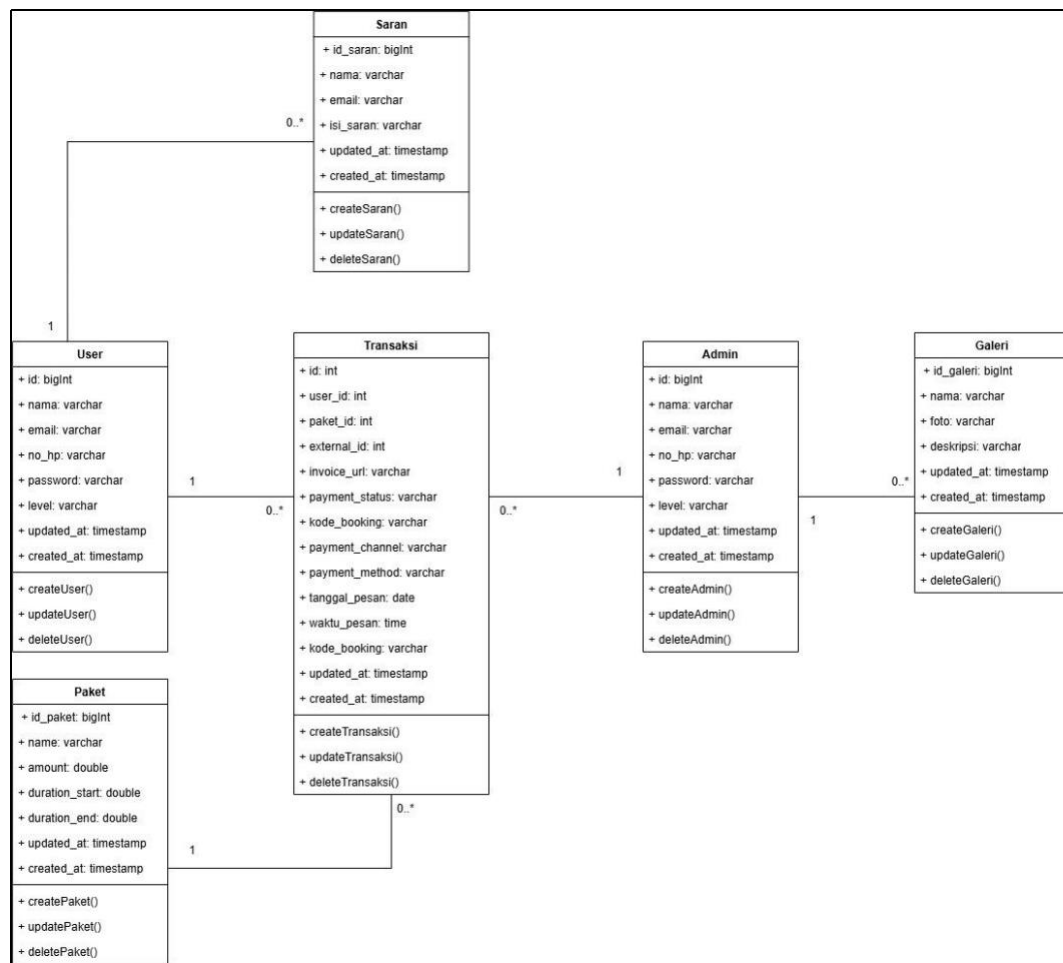 Saran
+ id_saran: bigInt
+ nama: varchar
+ email: varchar
+ isi_saran: varchar
+ updated_at: timestamp
+ created_at: timestamp
+ createSaran()
+ updateSaran()
+ deleteSaran()
0..*
1
User
+ id: bigInt
+ nama: varchar
+ email: varchar
+ no_hp: varchar
+ password: varchar
+ level: varchar
+ updated_at: timestamp
+ created_at: timestamp
+ createUser()
+ updateUser()
+ deleteUser()
1
0..*
Transaksi
+ id: int
+ user_id: int
+ paket_id: int
+ external_id: int
+ invoice_url: varchar
+ payment_status: varchar
+ kode_booking: varchar
+ payment_channel: varchar
+ payment_method: varchar
+ tanggal_pesan: date
+ waktu_pesan: time
+ kode_booking: varchar
+ updated_at: timestamp
+ created_at: timestamp
+ createTransaksi()
+ updateTransaksi()
+ deleteTransaksi()
0..*
1
Admin
+ id: bigInt
+ nama: varchar
+ email: varchar
+ no_hp: varchar
+ password: varchar
+ level: varchar
+ updated_at: timestamp
+ created_at: timestamp
+ createAdmin()
+ updateAdmin()
+ deleteAdmin()
1
0..*
Galeri
+ id_galeri: bigInt
+ nama: varchar
+ foto: varchar
+ deskripsi: varchar
+ updated_at: timestamp
+ created_at: timestamp
+ createGaleri()
+ updateGaleri()
+ deleteGaleri()
Paket
+ id_paket: bigInt
+ name: varchar
+ amount: double
+ duration_start: double
+ duration_end: double
+ updated_at: timestamp
+ created_at: timestamp
+ createPaket()
+ updatePaket()
+ deletePaket()
1
0..*